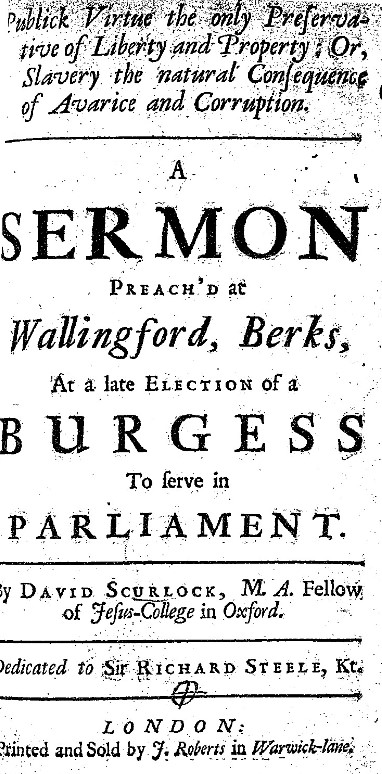 Publick Virtue the only Preserva-
tive of Liberty and Property; Or,
Slavery the natural Consequence
of Avarice and Corruption.
A
SERMON
PREACH'D at
Wallingford, Berks,
At a late ELECTION of a
BURGESS
To serve in
PARLIAMENT.
By DAVID SCURLOCK, M. A. Fellow
of Jesus-College in Oxford.
Dedicated to Sir RICHARD STEELE, Kt.
LONDON:
Printed and Sold by J. Roberts in Warwick-lane.